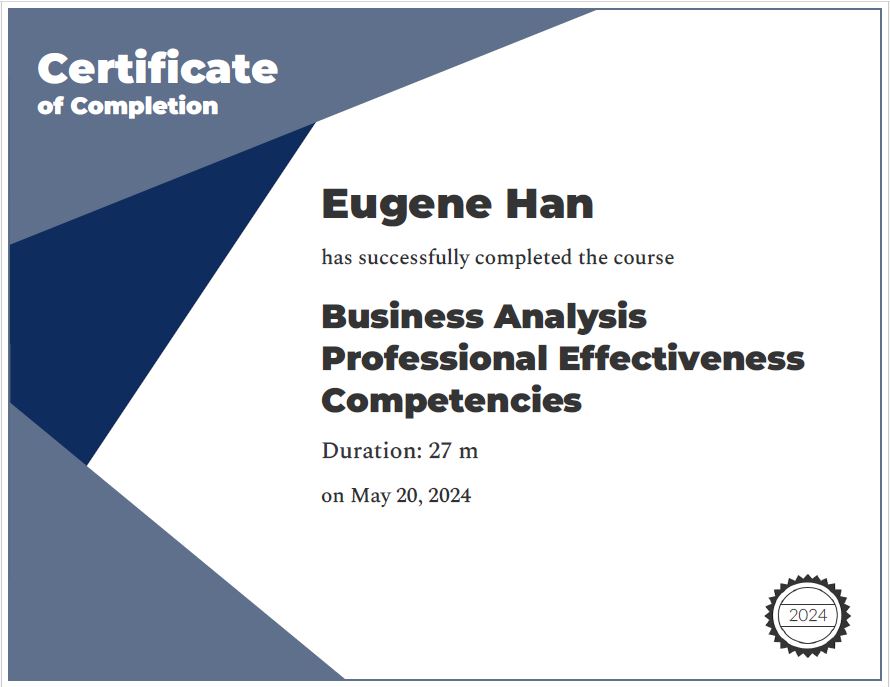 Certificate
of Completion
Eugene Han
has successfully completed the course
Business Analysis
Professional Effectiveness
Competencies
Duration: 27 m
on May 20, 2024
2024